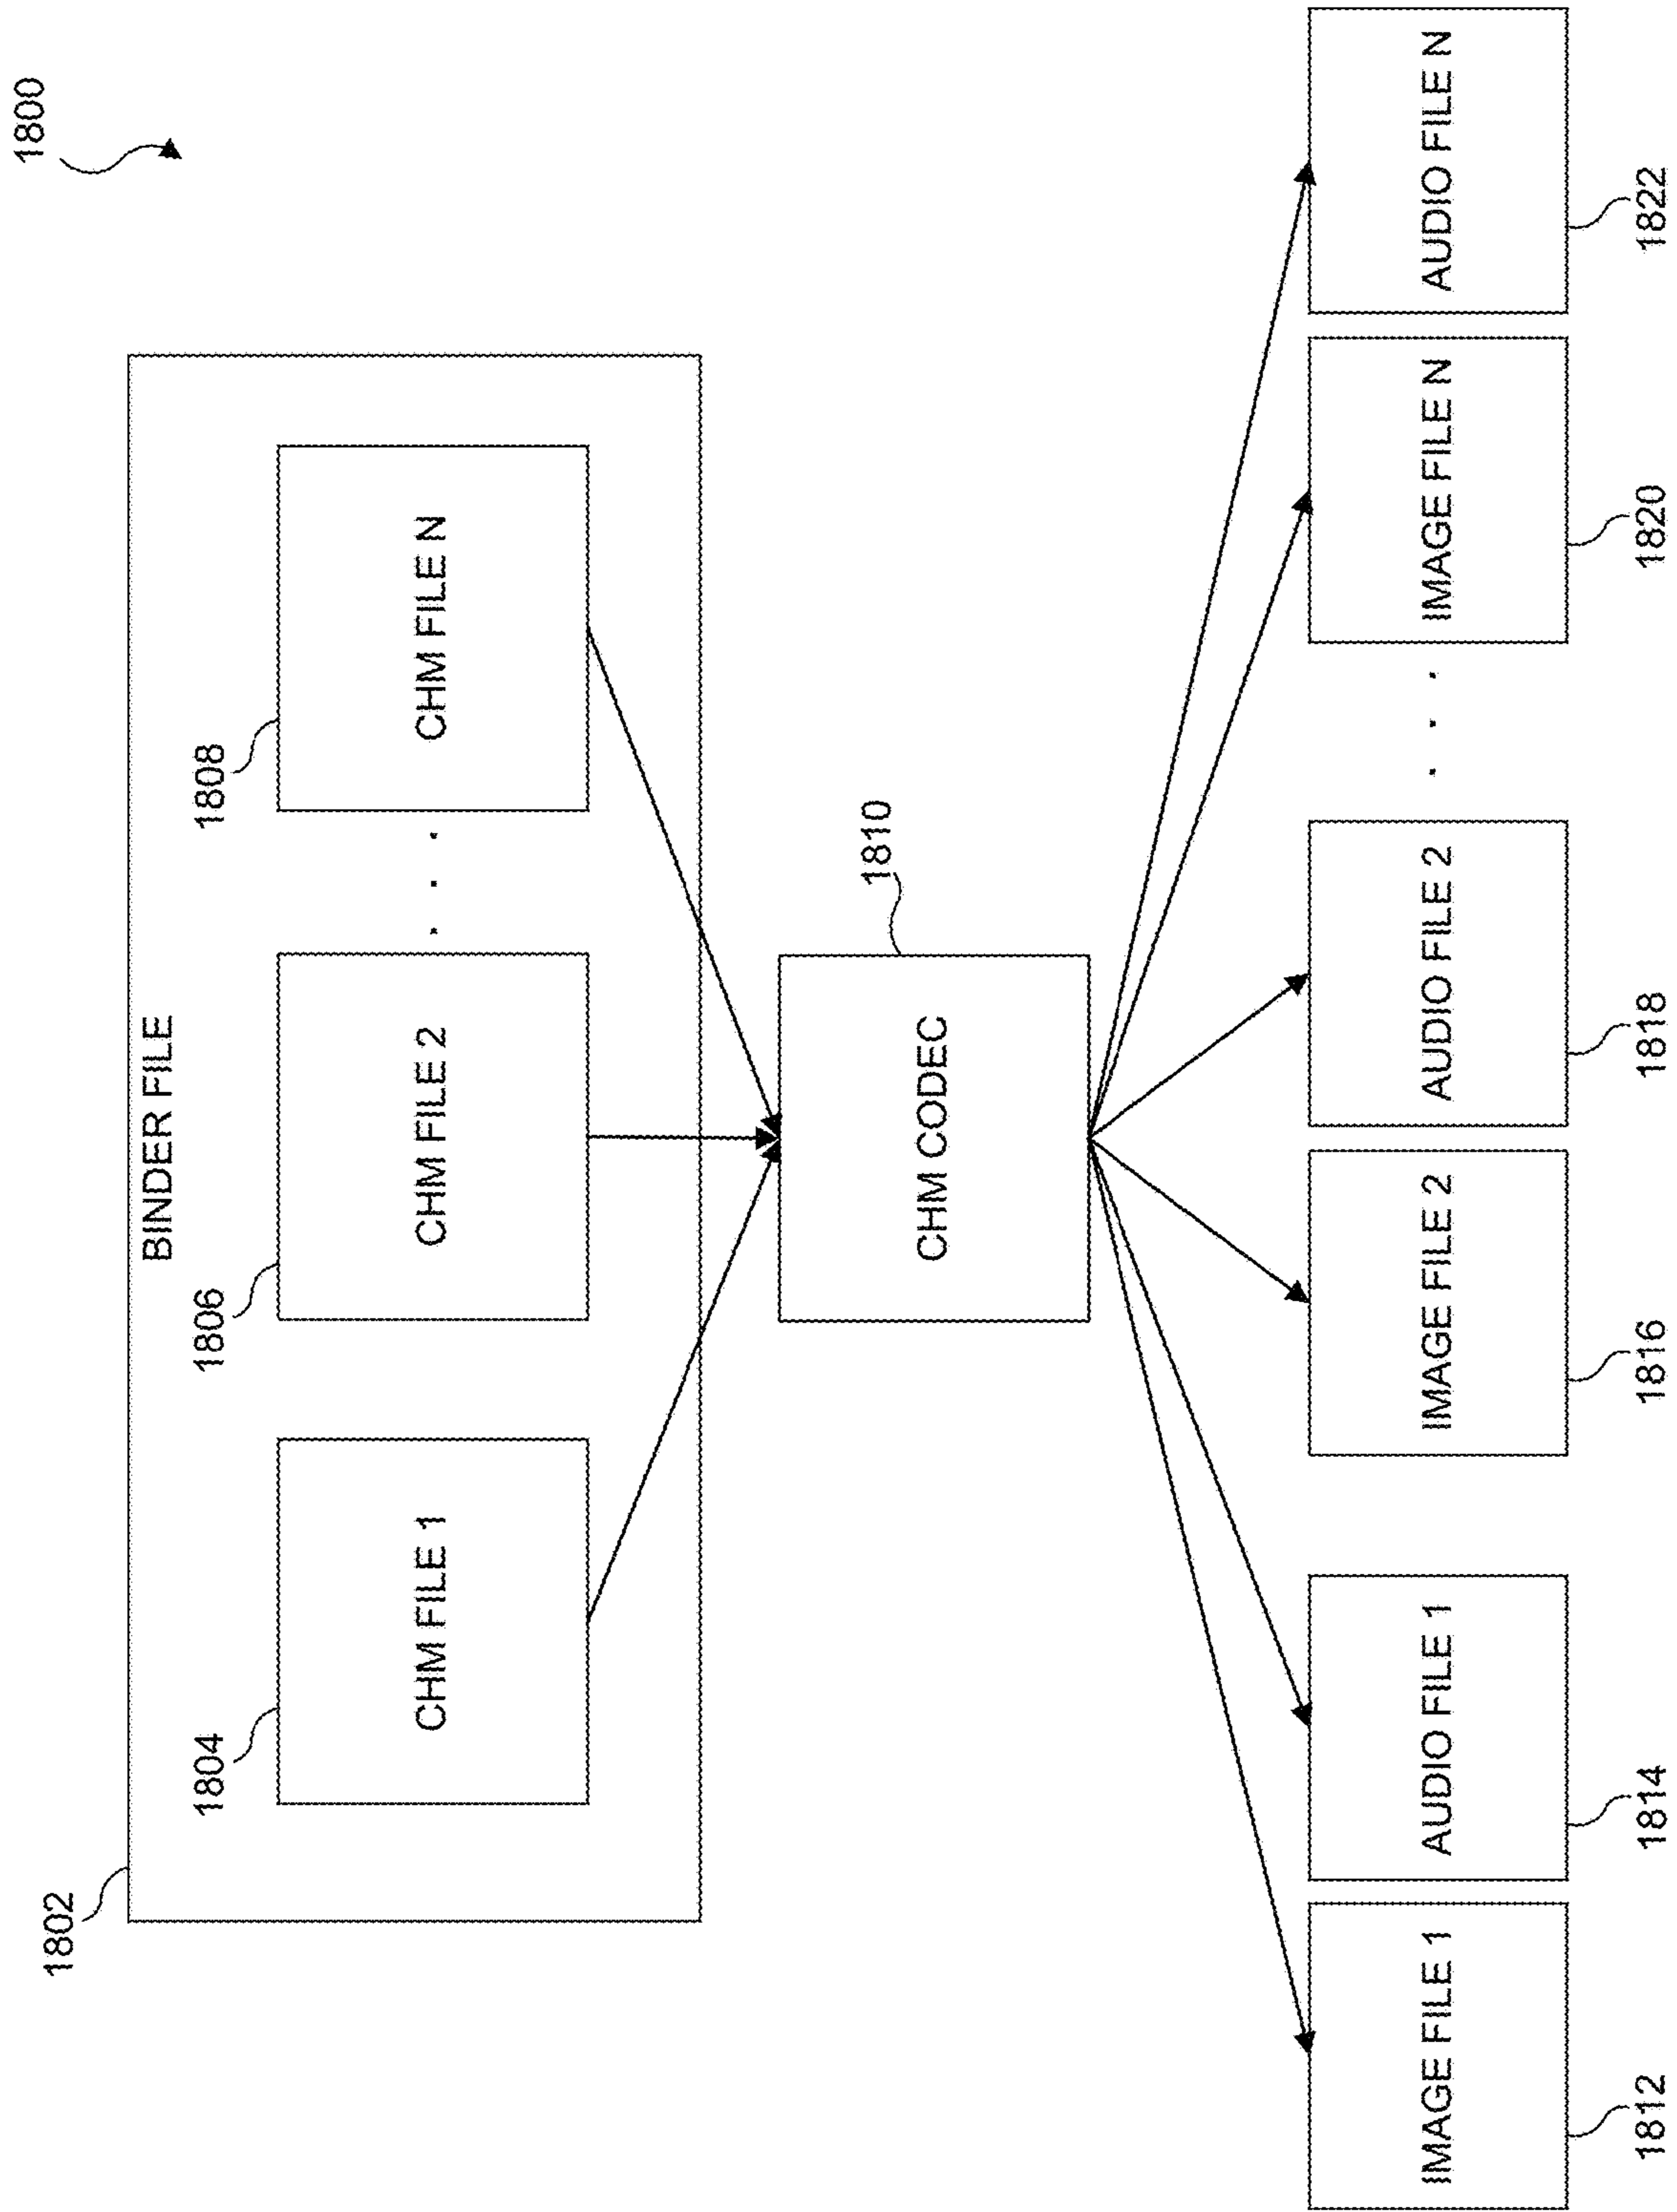 1800
1802
BINDER FILE
1804
1806
1808
CHM FILE 1
CHM FILE 2
. . .
CHM FILE N
1810
CHM CODEC
IMAGE FILE 1
AUDIO FILE 1
IMAGE FILE 2
AUDIO FILE 2
. . .
IMAGE FILE N
AUDIO FILE N
1812
1814
1816
1818
1820
1822